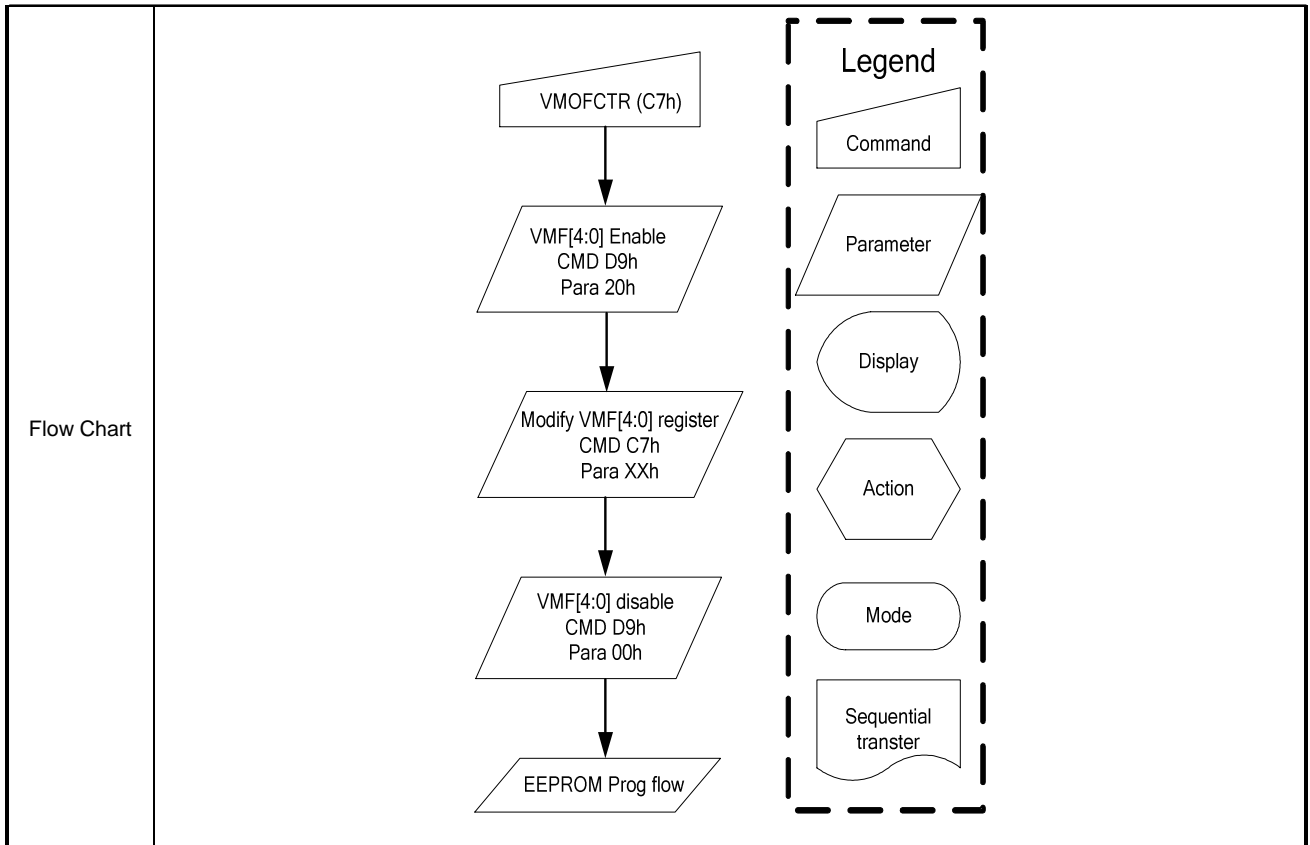 Flow Chart
VMOFCTR (C7h)
VMF[4:0] Enable
CMD D9h
Para 20h
Modify VMF[4:0] register
CMD C7h
Para XXh
VMF[4:0] disable
CMD D9h
Para 00h
EEPROM Prog flow
Legend
Command
Parameter
Display
Action
Mode
Sequential
transter